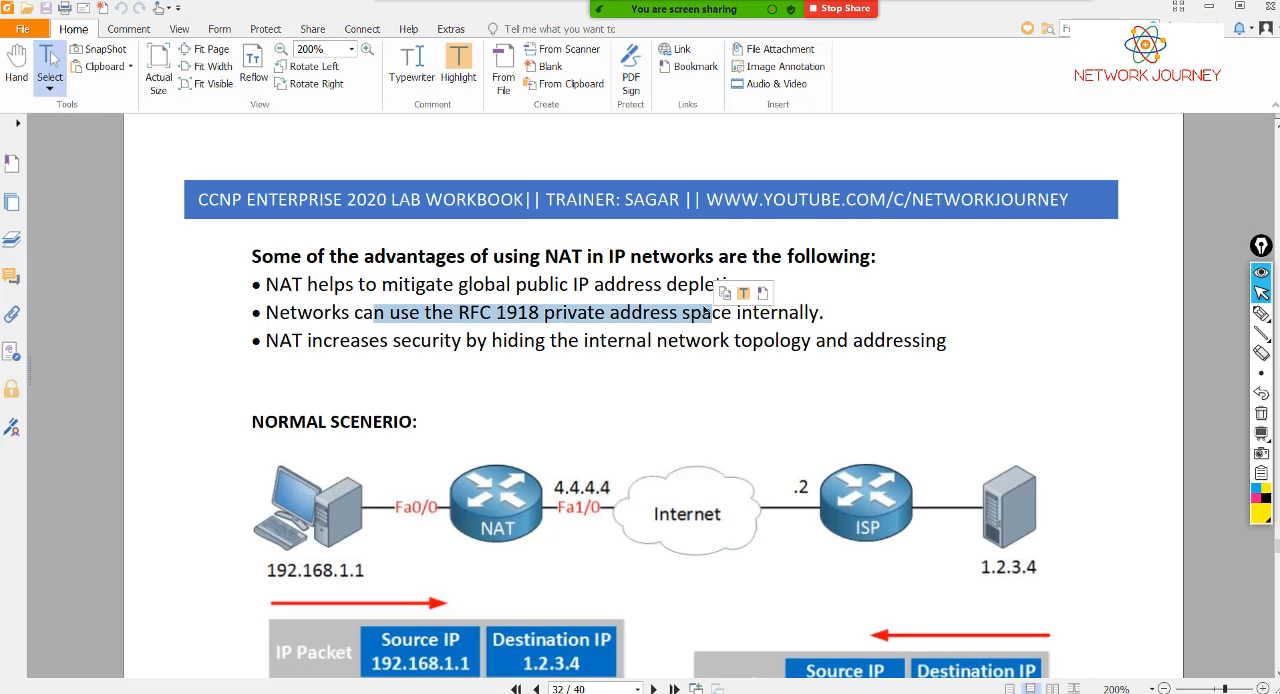 You are screen sharing
Stop Share
File
Home
Comment
View
Form
Protect
Share
Connect
Help
Extras
Tell me what you want to
NETWORK JOURNEY
Hand
Select
SnapShot
Clipboard
Tools
Actual
Size
Fit Page
Fit Width
Fit Visible
Reflow
200%
Rotate Left
Rotate Right
View
Typewriter
Highlight
Comment
From
File
From Scanner
Blank
From Clipboard
Create
PDF
Sign
Protect
Link
Bookmark
Links
File Attachment
Image Annotation
Audio & Video
Insert
CCNP ENTERPRISE 2020 LAB WORKBOOK|| TRAINER: SAGAR || WWW.YOUTUBE.COM/C/NETWORKJOURNEY
Some of the advantages of using NAT in IP networks are the following:
• NAT helps to mitigate global public IP address depleti
• Networks can use the RFC 1918 private address space internally.
• NAT increases security by hiding the internal network topology and addressing
NORMAL SCENERIO:
Fa0/0
NAT
4.4.4.4
Fa1/0
Internet
.2
ISP
192.168.1.1
1.2.3.4
IP Packet
Source IP
192.168.1.1
Destination IP
1.2.3.4
Source IP
Destination IP
32 / 40
200%